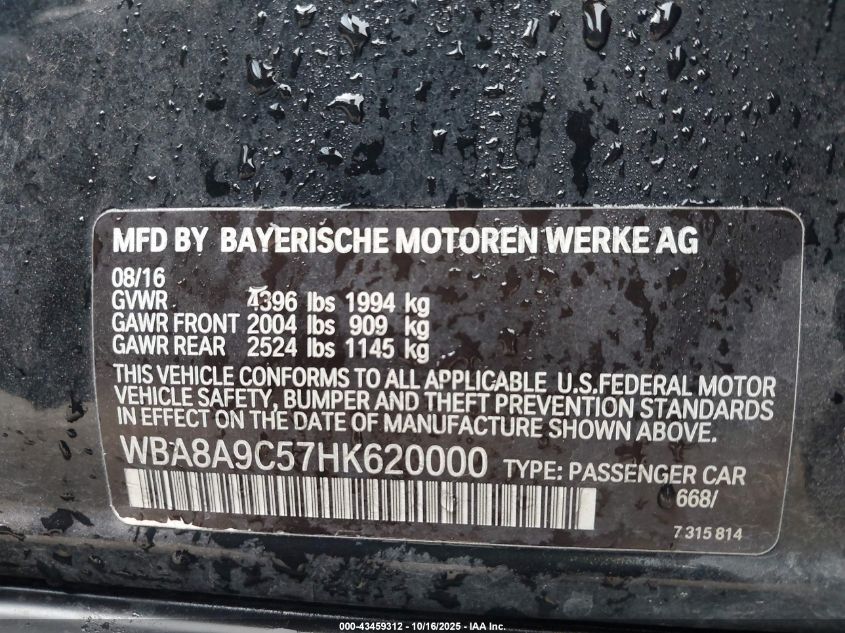 MFD BY BAYERISCHE MOTOREN WERKE AG
08/16
GVWR 4396 lbs 1994 kg
GAWR FRONT 2004 lbs 909 kg
GAWR REAR 2524 lbs 1145 kg
THIS VEHICLE CONFORMS TO ALL APPLICABLE U.S.FEDERAL MOTOR
VEHICLE SAFETY, BUMPER AND THEFT PREVENTION STANDARDS
IN EFFECT ON THE DATE OF MANUFACTURE SHOWN ABOVE.
WBA8A9C57HK620000 TYPE: PASSENGER CAR
668/
7 315 814
000-43459312 - 10/16/2025 - IAA Inc.